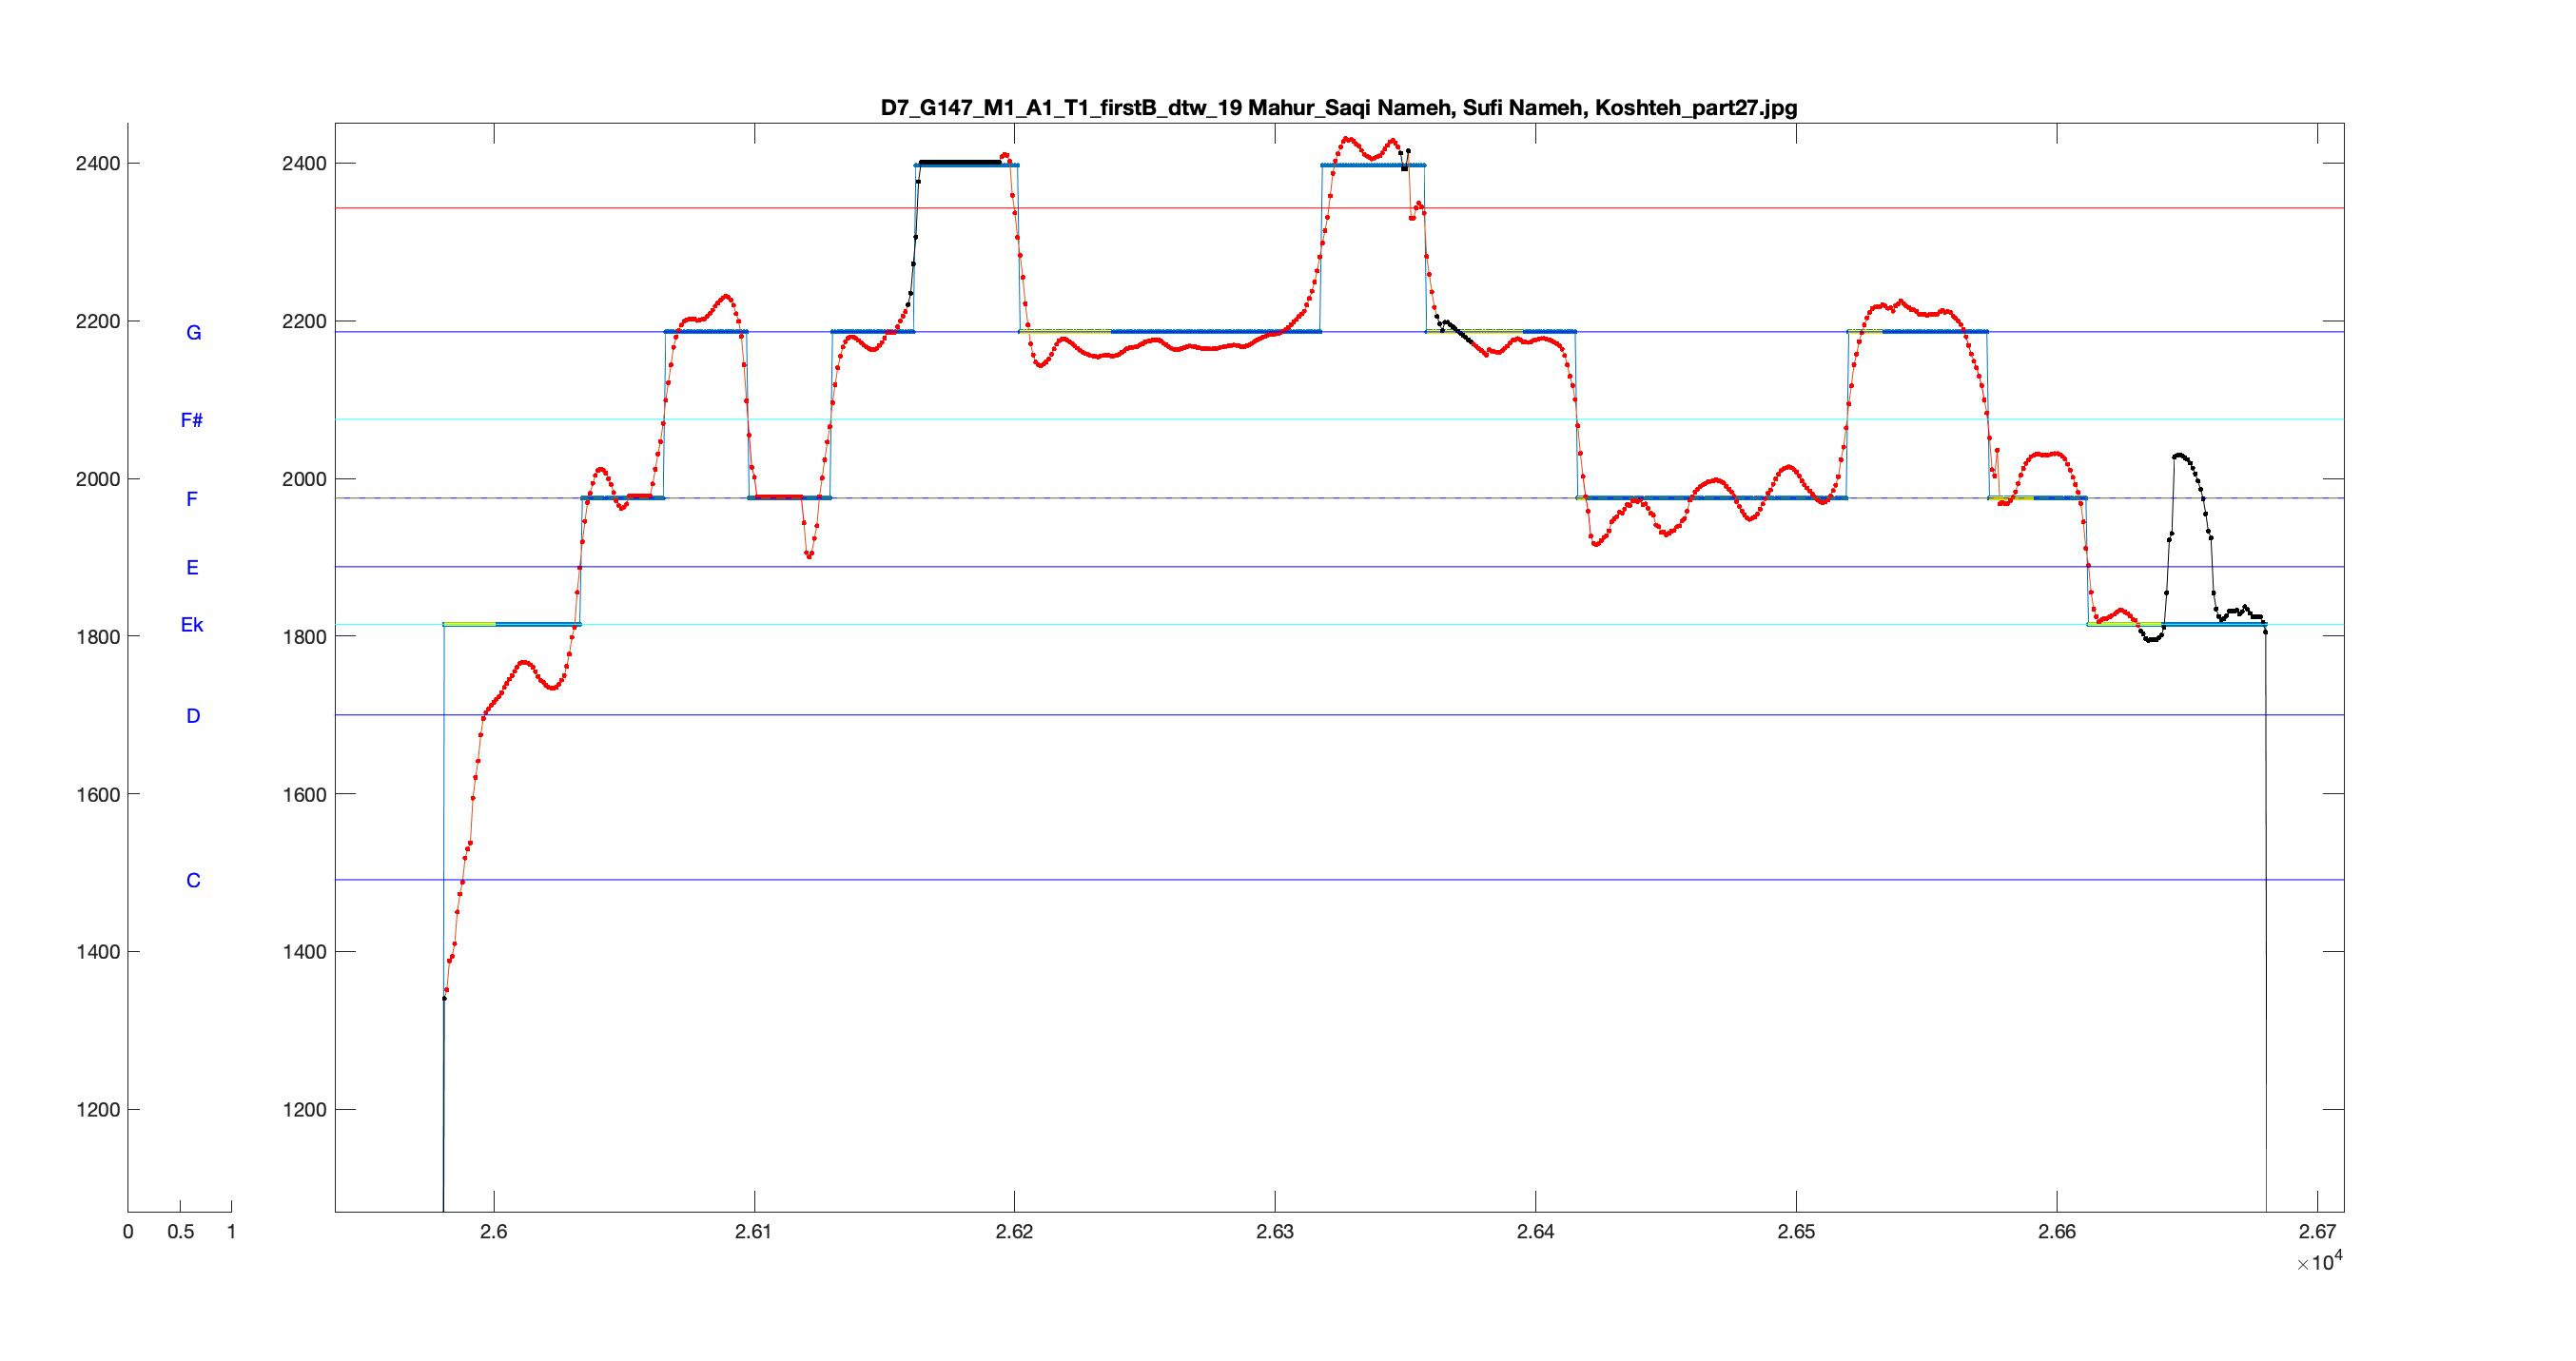 D7_G147_M1_A1_T1_firstB_dtw_19 Mahur_Saqi Nameh, Sufi Nameh, Koshteh_part27.jpg
2400 2400
2200 G 2200
F#
2000 2000
F
E
Ek
1800 1800
D
1600 1600
C
1400 1400
1200 1200
0 0.5 1 2.6 2.61 2.62 2.63 2.64 2.65 2.66 2.67
×10⁴